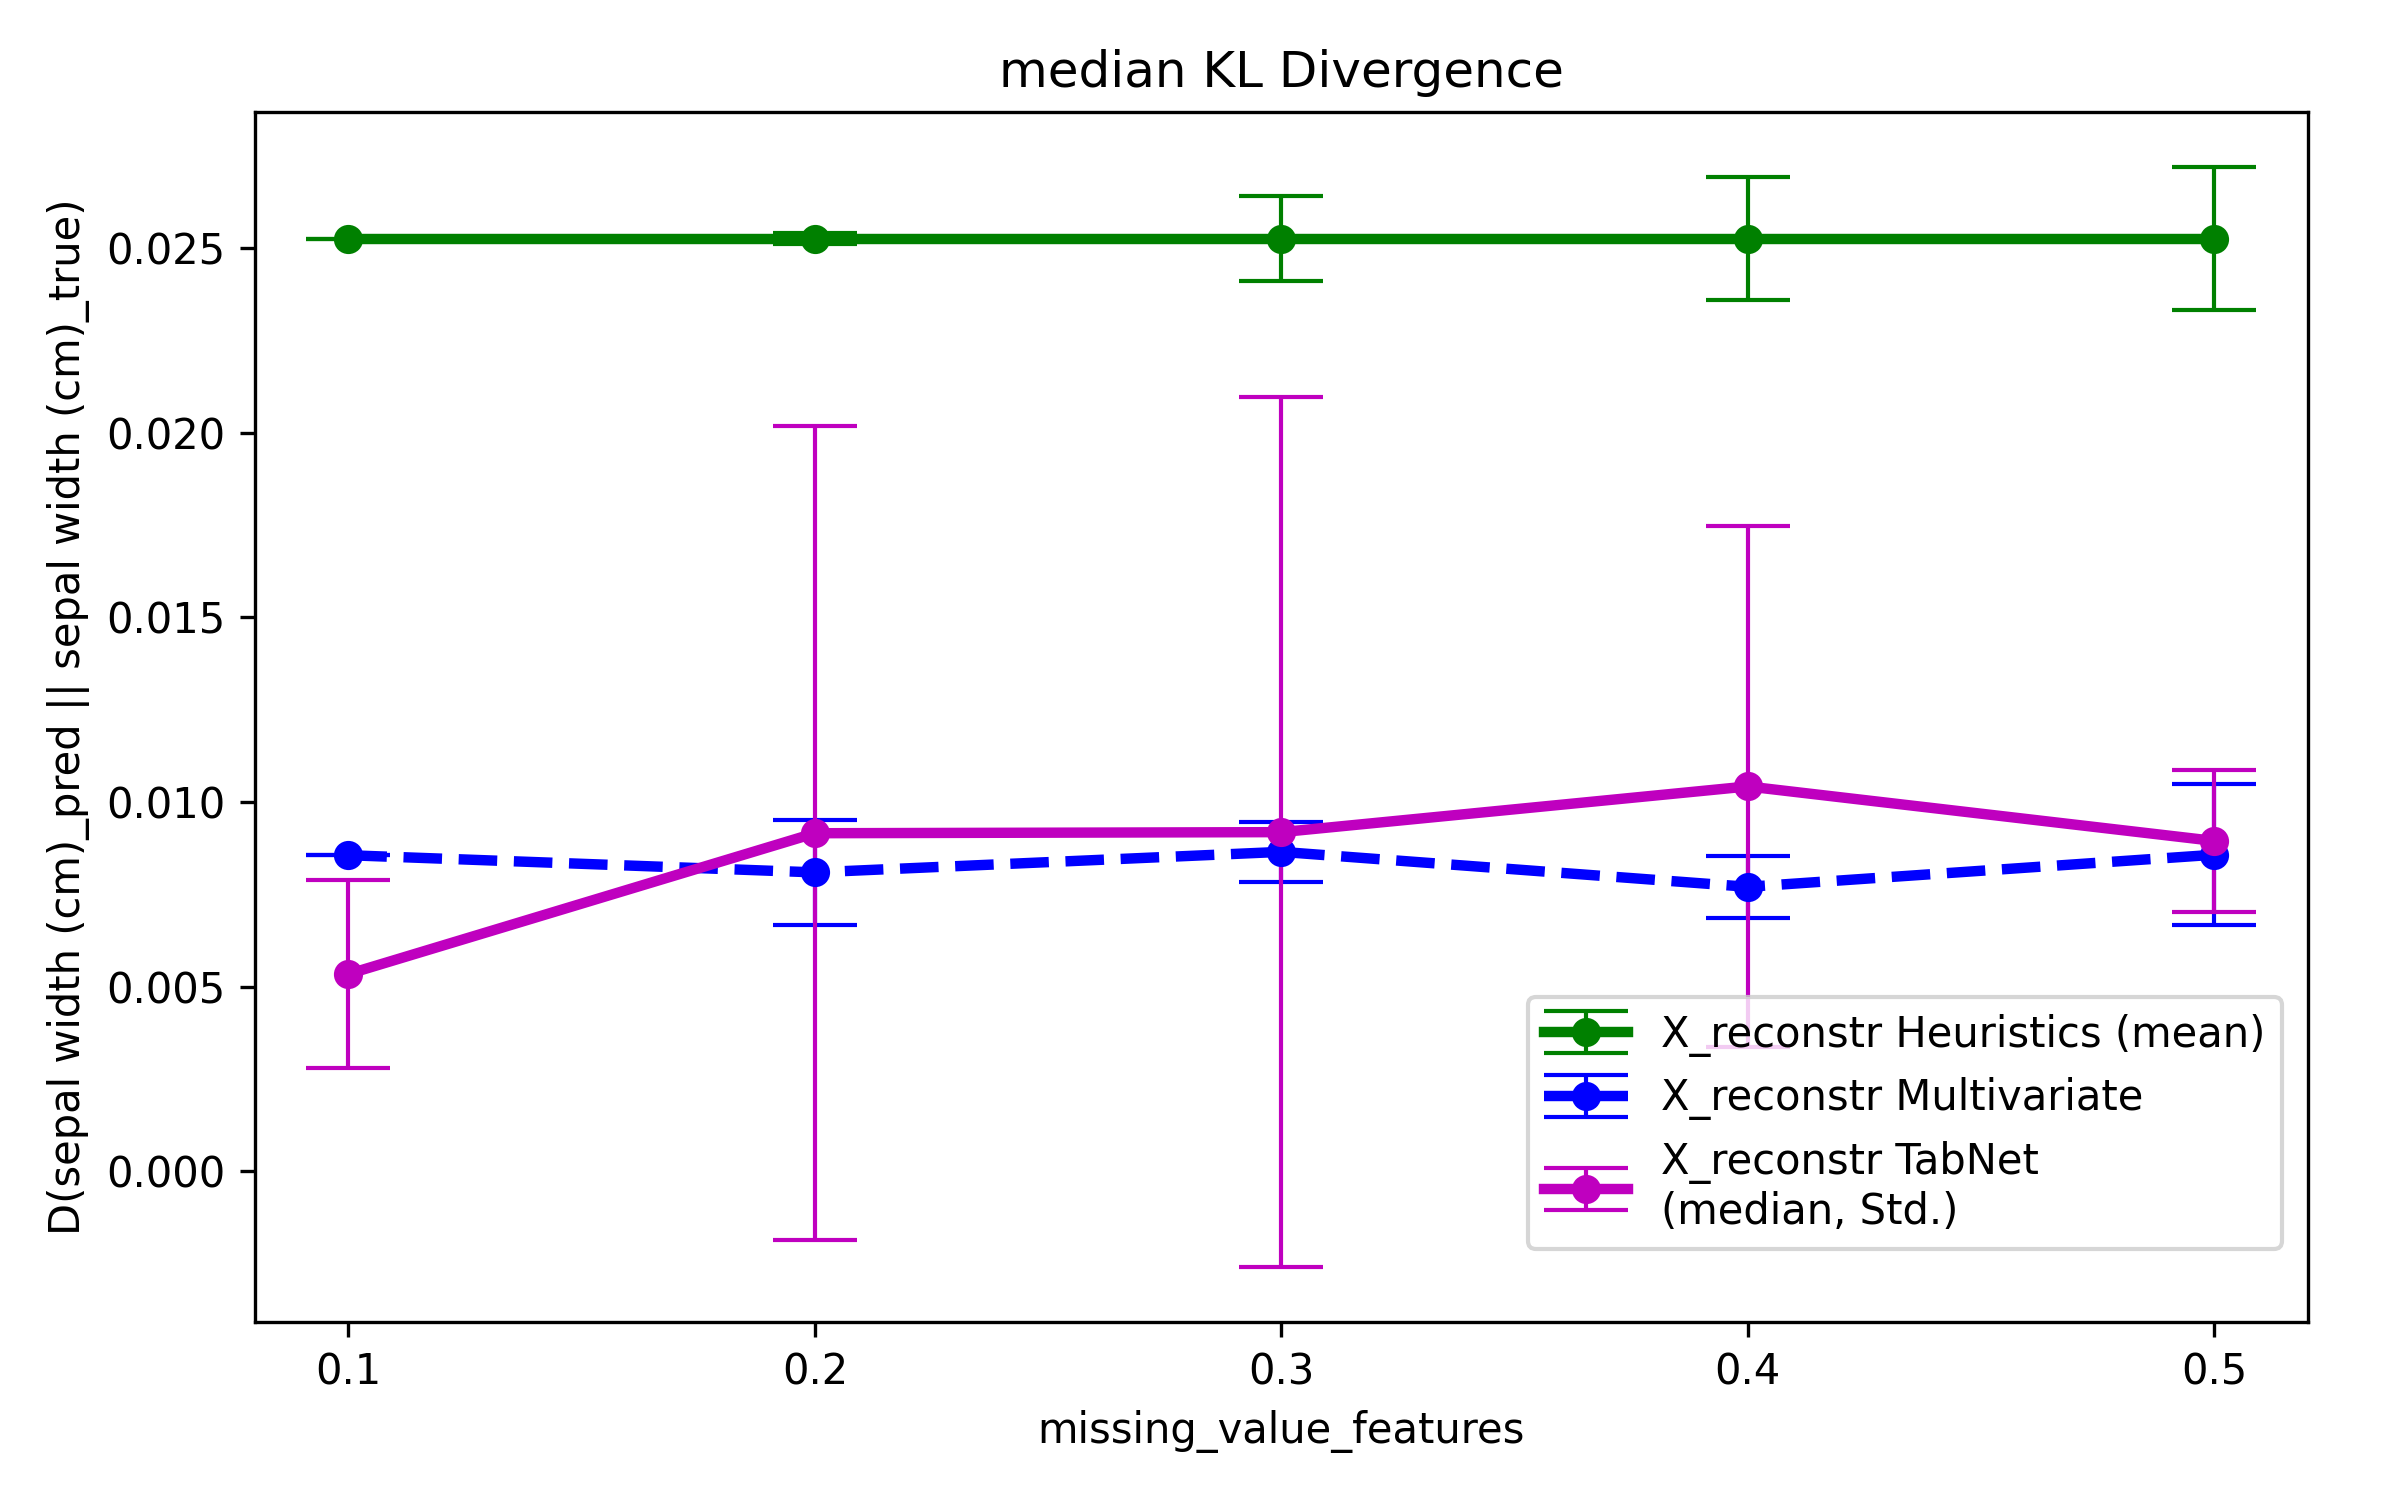 median KL Divergence
D(sepal width (cm)_pred || sepal width (cm)_true)
0.025
0.020
0.015
0.010
0.005
0.000
0.1
0.2
0.3
0.4
0.5
missing_value_features
X_reconstr Heuristics (mean)
X_reconstr Multivariate
X_reconstr TabNet
(median, Std.)